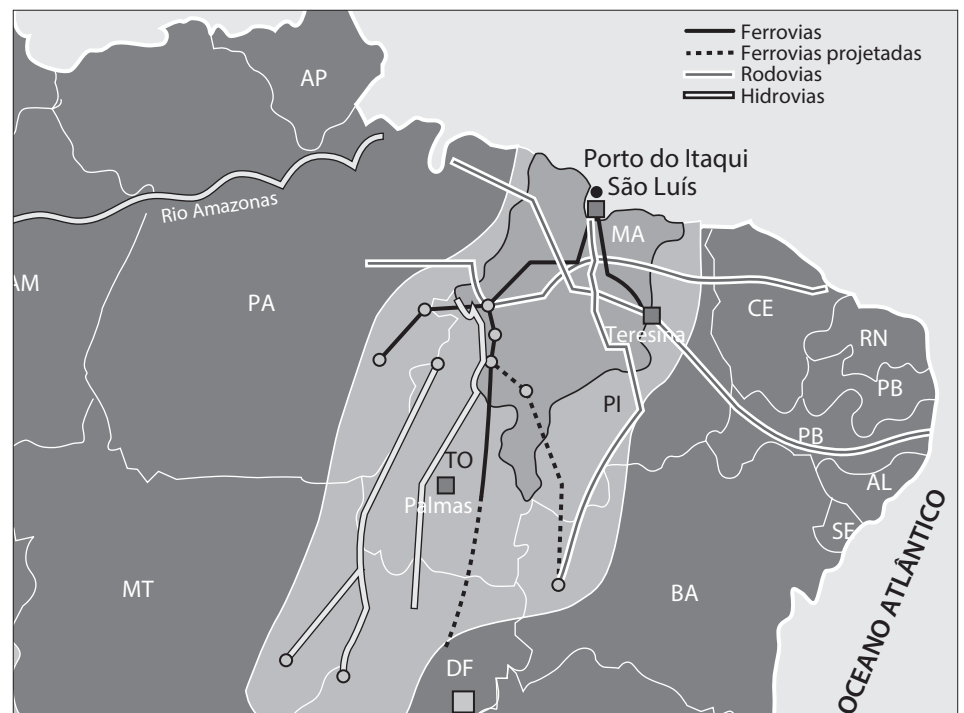 Ferrovias
Ferrovias projetadas
Rodovias
Hidrovias
AP
Porto do Itaqui
São Luís
Rio Amazonas
MA
AM
PA
CE
Teresina
RN
PB
PI
PB
TO
AL
Palmas
SE
MT
BA
DF
OCEANO ATLÂNTICO